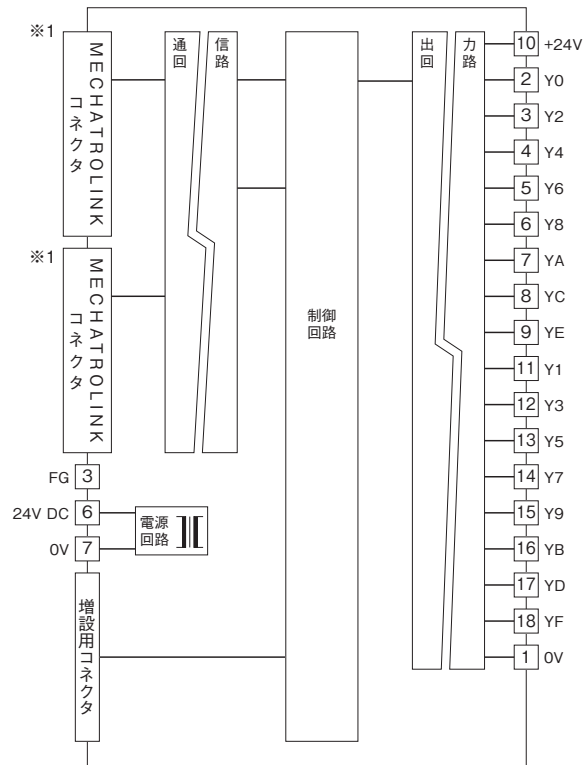 ※1
MECHATROLINK
コネクタ
※1
MECHATROLINK
コネクタ
FG 3
24V DC 6
0V 7
電源
回路
増設用コネクタ
通信
回路
制御
回路
出力
回路
10 +24V
2 Y0
3 Y2
4 Y4
5 Y6
6 Y8
7 YA
8 YC
9 YE
11 Y1
12 Y3
13 Y5
14 Y7
15 Y9
16 YB
17 YD
18 YF
1 0V